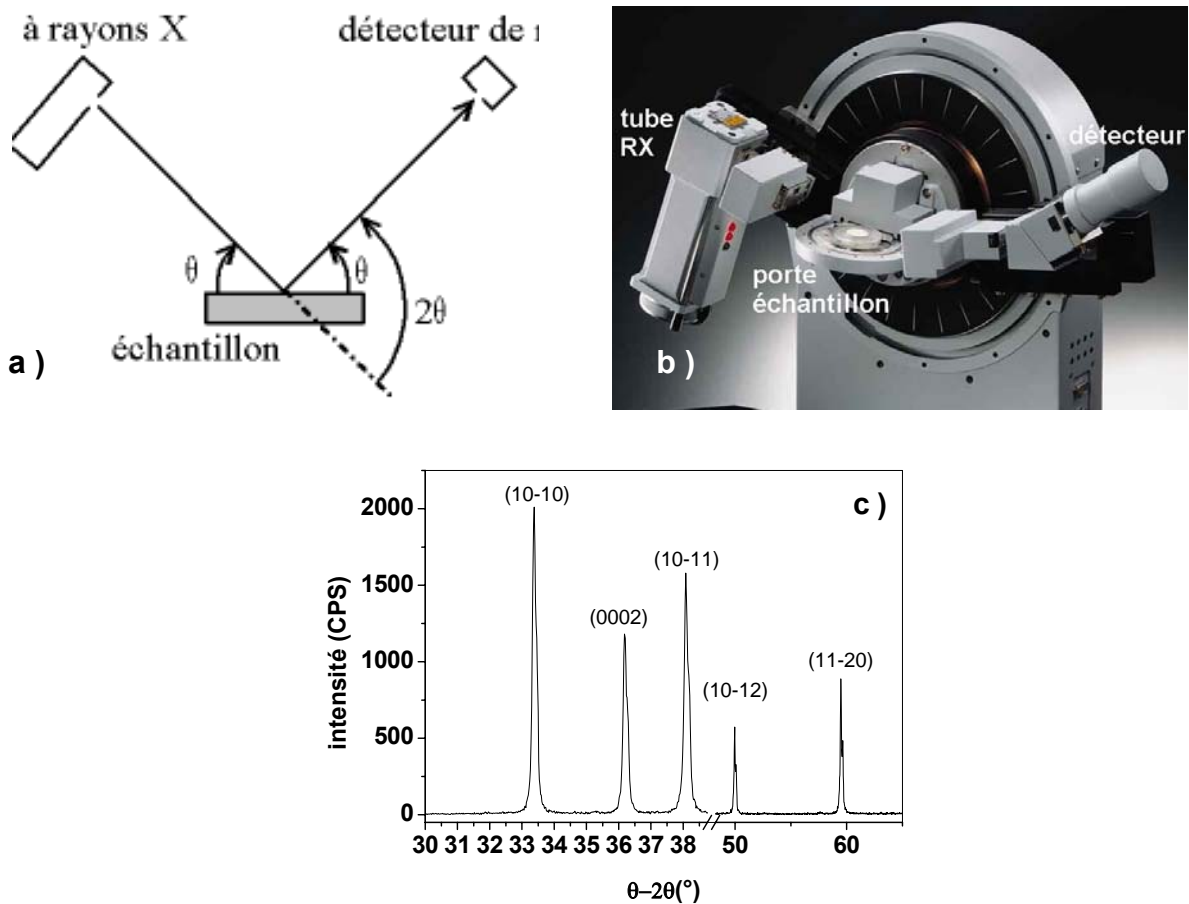 à rayons X
détecteur de
θ
θ
2θ
échantillon
a )
tube
RX
détecteur
porte
échantillon
b )
c )
(10-10)
(0002)
(10-11)
(10-12)
(11-20)
intensité (CPS)
2000
1500
1000
500
0
30 31 32 33 34 35 36 37 38 50 60
θ–2θ(°)